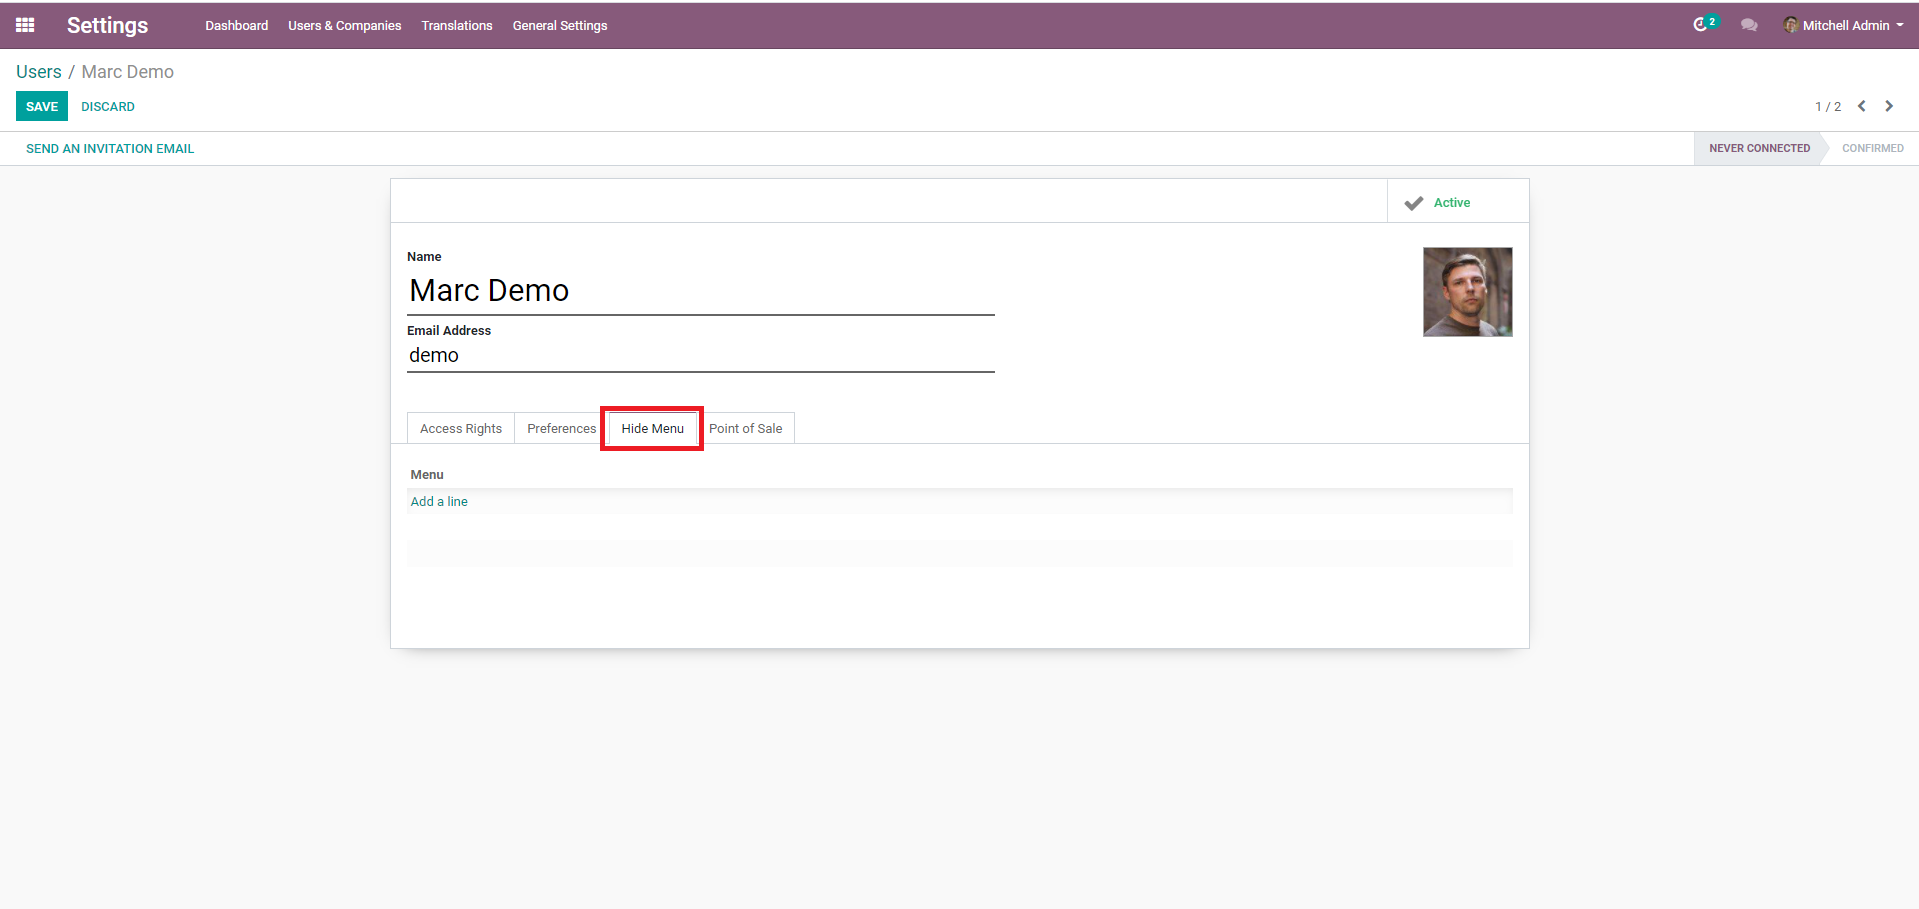 Settings Dashboard Users & Companies Translations General Settings 2 Mitchell Admin
Users / Marc Demo
SAVE DISCARD 1 / 2
SEND AN INVITATION EMAIL NEVER CONNECTED CONFIRMED
Active
Name
Marc Demo
Email Address
demo
Access Rights Preferences Hide Menu Point of Sale
Menu
Add a line